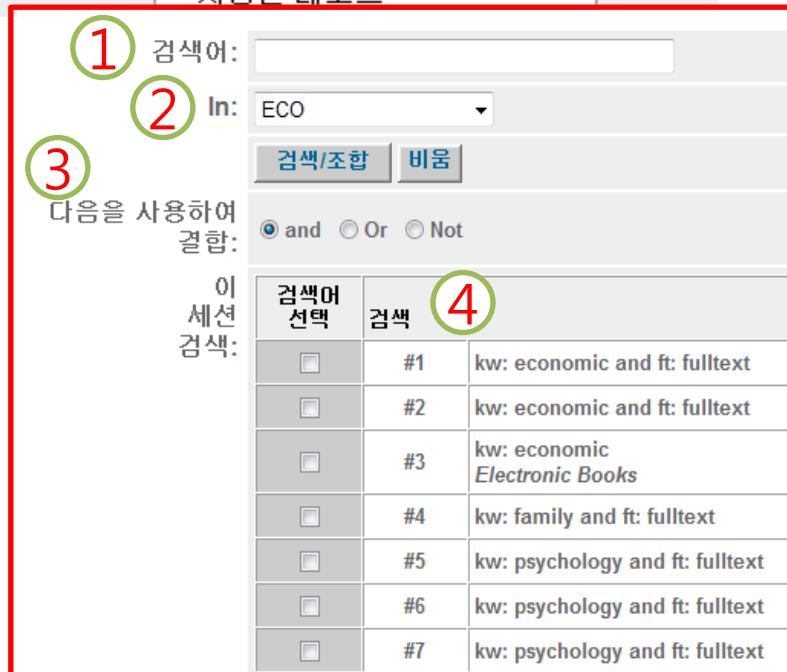 1 검색어:
2 In: ECO
3 검색/조합 비움
다음을 사용하여
결합: and Or Not
이
세션
검색:
검색어
선택 검색 4
#1 kw: economic and ft: fulltext
#2 kw: economic and ft: fulltext
#3 kw: economic
Electronic Books
#4 kw: family and ft: fulltext
#5 kw: psychology and ft: fulltext
#6 kw: psychology and ft: fulltext
#7 kw: psychology and ft: fulltext